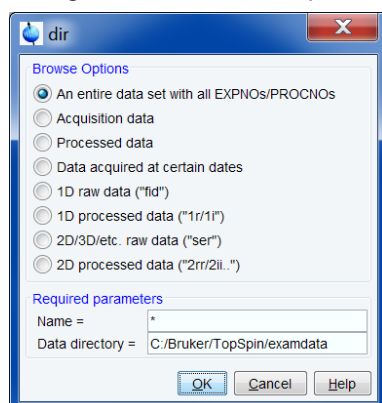 dir
X
Browse Options
An entire data set with all EXPNOs/PROCNOs
Acquisition data
Processed data
Data acquired at certain dates
1D raw data ("fid")
1D processed data ("1r/1i")
2D/3D/etc. raw data ("ser")
2D processed data ("2rr/2ii..")
Required parameters
Name = *
Data directory = C:/Bruker/TopSpin/examdata
OK Cancel Help